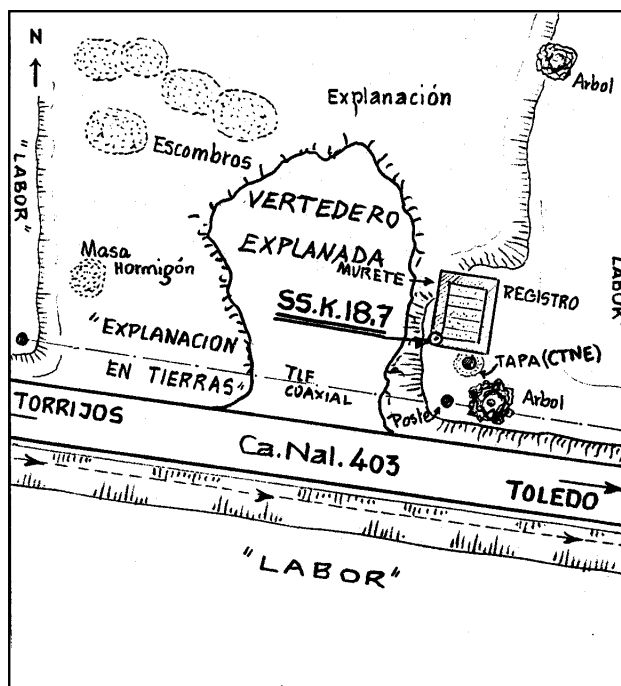 N
Arbol
Explanación
Escombros
"LABOR"
VERTEDERO
EXPLANADA
MURETE
REGISTRO
LABOR
Masa
Hormigón
SS.K.18,7
"EXPLANACION
EN TIERRAS"
TLF
COAXIAL
TAPA (CTNE)
Poste
Arbol
TORRIJOS
Ca.Nal.403
TOLEDO
"LABOR"